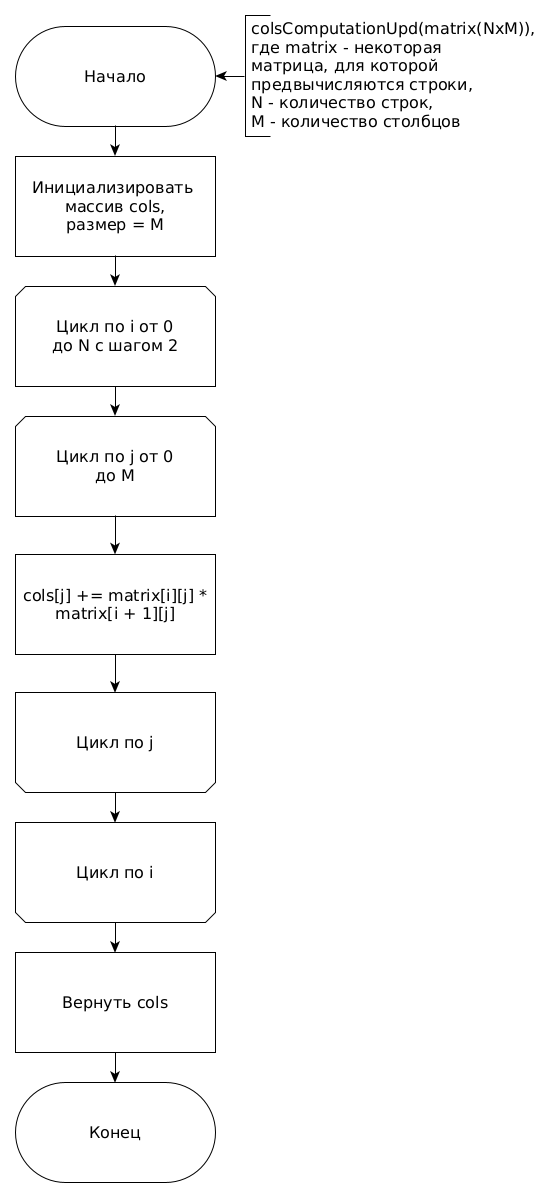 Начало
colsComputationUpd(matrix(NxM)),
где matrix - некоторая
матрица, для которой
предвычисляются строки,
N - количество строк,
M - количество столбцов
Инициализировать
массив cols,
размер = M
Цикл по i от 0
до N с шагом 2
Цикл по j от 0
до M
cols[j] += matrix[i][j] *
matrix[i + 1][j]
Цикл по j
Цикл по i
Вернуть cols
Конец